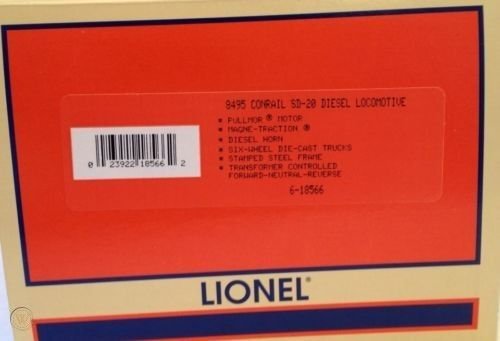 8495 CONRAIL SD-20 DIESEL LOCOMOTIVE
* PULLMOR ® MOTOR
* MAGNE-TRACTION ®
* DIESEL HORN
* SIX-WHEEL DIE-CAST TRUCKS
* STAMPED STEEL FRAME
* TRANSFORMER CONTROLLED
FORWARD-NEUTRAL-REVERSE
6-18566
0 23922 18566 2
LIONEL®